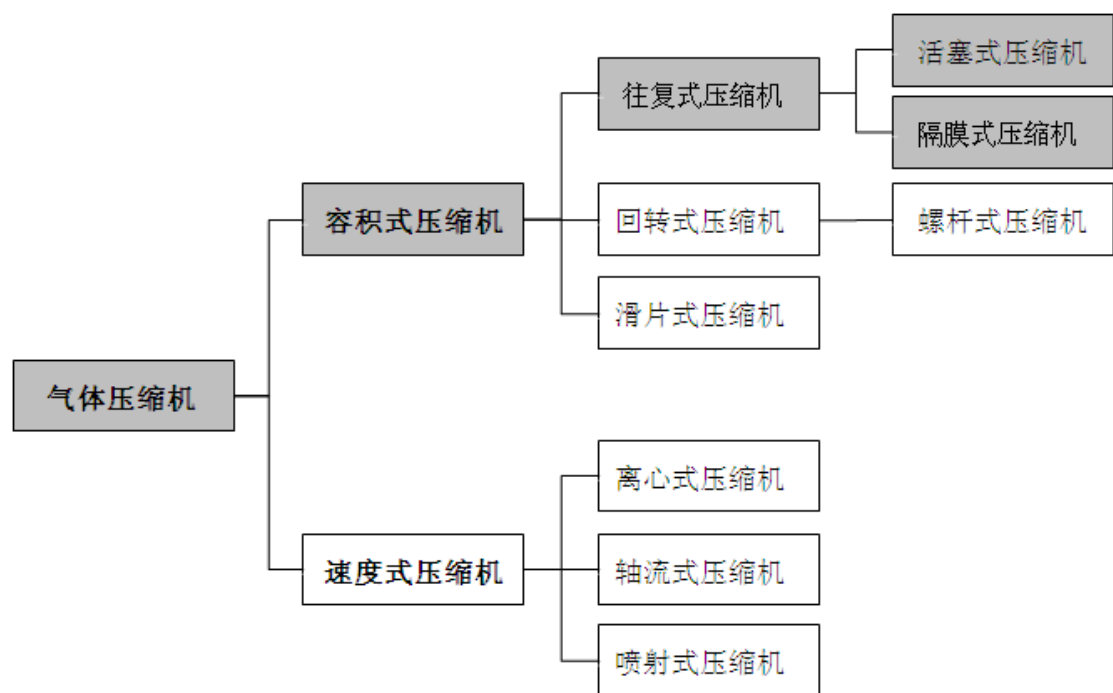 活塞式压缩机
往复式压缩机
隔膜式压缩机
容积式压缩机
回转式压缩机
螺杆式压缩机
滑片式压缩机
气体压缩机
离心式压缩机
速度式压缩机
轴流式压缩机
喷射式压缩机